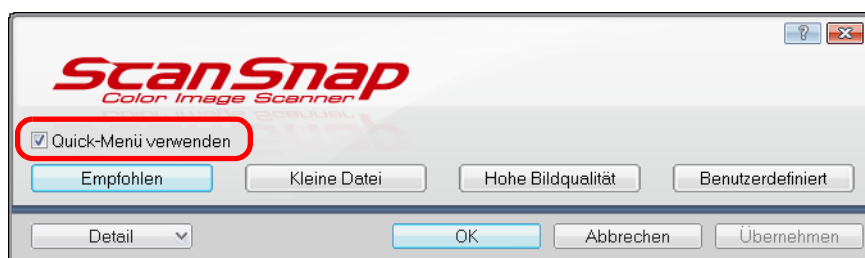 ScanSnap
Color Image Scanner
Quick-Menü verwenden
Empfohlen Kleine Datei Hohe Bildqualität Benutzerdefiniert
Detail OK Abbrechen Übernehmen